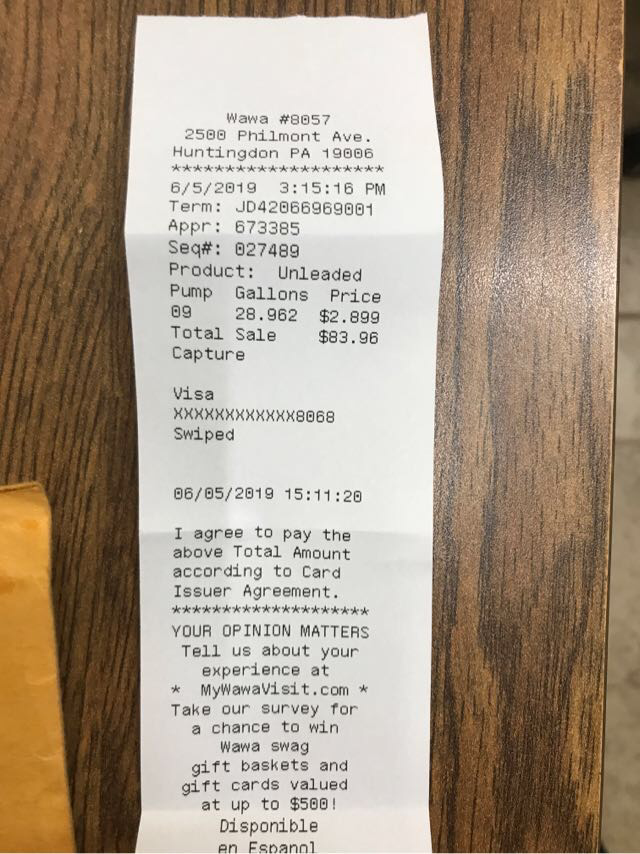 Wawa #8057
2500 Philmont Ave.
Huntingdon PA 19006
********************
6/5/2019 3:15:16 PM
Term: JD42066969001
Appr: 673385
Seq#: 027489
Product: Unleaded
Pump Gallons Price
09 28.962 $2.899
Total Sale $83.96
Capture
Visa
XXXXXXXXXXXX8068
Swiped
06/05/2019 15:11:20
I agree to pay the
above Total Amount
according to Card
Issuer Agreement.
********************
YOUR OPINION MATTERS
Tell us about your
experience at
* MyWawaVisit.com *
Take our survey for
a chance to win
Wawa swag
gift baskets and
gift cards valued
at up to $500!
Disponible
en Espanol